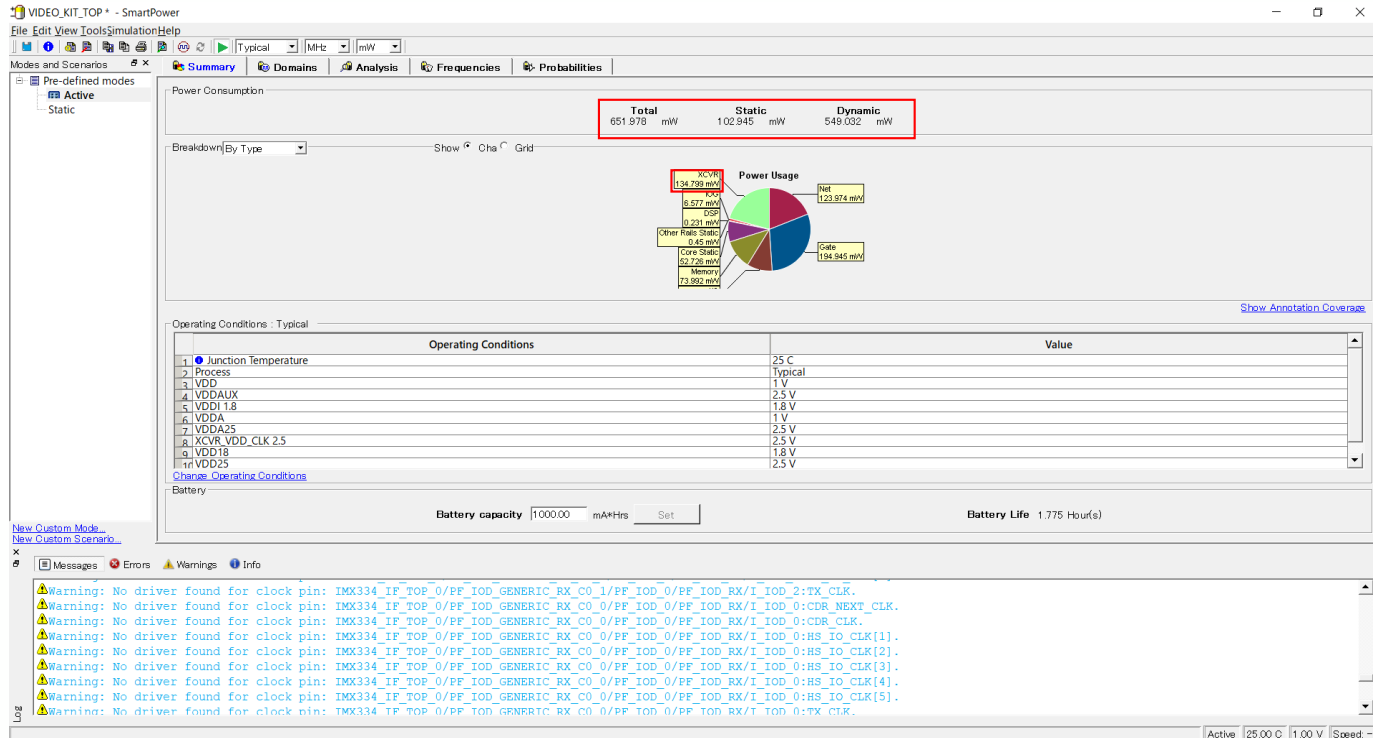 VIDEO_KIT_TOP * - SmartPower
File Edit View Tools Simulation Help
Typical MHz mW
Modes and Scenarios
Pre-defined modes
Active
Static
New Custom Mode...
New Custom Scenario...
Summary Domains Analysis Frequencies Probabilities
Power Consumption
Total Static Dynamic
651.978 mW 102.945 mW 549.032 mW
Breakdown By Type Show Cha Grid
Power Usage
XCVR
134.799 mW
Net
123.974 mW
6.577 mW
DSP
0.231 mW
Other Rails Static
0.45 mW
Core Static
52.726 mW
Gate
194.945 mW
Memory
73.992 mW
Show Annotation Coverage
Operating Conditions : Typical
Operating Conditions Value
1 Junction Temperature 25 C
2 Process Typical
3 VDD 1 V
4 VDDAUX 2.5 V
5 VDDI 1.8 1.8 V
6 VDDA 1 V
7 VDDA25 2.5 V
8 XCVR_VDD_CLK 2.5 2.5 V
9 VDD18 1.8 V
10 VDD25 2.5 V
Change Operating Conditions
Battery
Battery capacity 1000.00 mA*Hrs Set Battery Life 1.775 Hour(s)
Messages Errors Warnings Info
Warning: No driver found for clock pin: IMX334_IF_TOP_0/PF_IOD_GENERIC_RX_C0_1/PF_IOD_0/PF_IOD_RX/I_IOD_2:TX_CLK.
Warning: No driver found for clock pin: IMX334_IF_TOP_0/PF_IOD_GENERIC_RX_C0_0/PF_IOD_0/PF_IOD_RX/I_IOD_0:CDR_NEXT_CLK.
Warning: No driver found for clock pin: IMX334_IF_TOP_0/PF_IOD_GENERIC_RX_C0_0/PF_IOD_0/PF_IOD_RX/I_IOD_0:CDR_CLK.
Warning: No driver found for clock pin: IMX334_IF_TOP_0/PF_IOD_GENERIC_RX_C0_0/PF_IOD_0/PF_IOD_RX/I_IOD_0:HS_IO_CLK[1].
Warning: No driver found for clock pin: IMX334_IF_TOP_0/PF_IOD_GENERIC_RX_C0_0/PF_IOD_0/PF_IOD_RX/I_IOD_0:HS_IO_CLK[2].
Warning: No driver found for clock pin: IMX334_IF_TOP_0/PF_IOD_GENERIC_RX_C0_0/PF_IOD_0/PF_IOD_RX/I_IOD_0:HS_IO_CLK[3].
Warning: No driver found for clock pin: IMX334_IF_TOP_0/PF_IOD_GENERIC_RX_C0_0/PF_IOD_0/PF_IOD_RX/I_IOD_0:HS_IO_CLK[4].
Warning: No driver found for clock pin: IMX334_IF_TOP_0/PF_IOD_GENERIC_RX_C0_0/PF_IOD_0/PF_IOD_RX/I_IOD_0:HS_IO_CLK[5].
Warning: No driver found for clock pin: IMX334_IF_TOP_0/PF_IOD_GENERIC_RX_C0_0/PF_IOD_0/PF_IOD_RX/I_IOD_0:TX_CLK.
Log
Active 25.00 C 1.00 V Speed: -